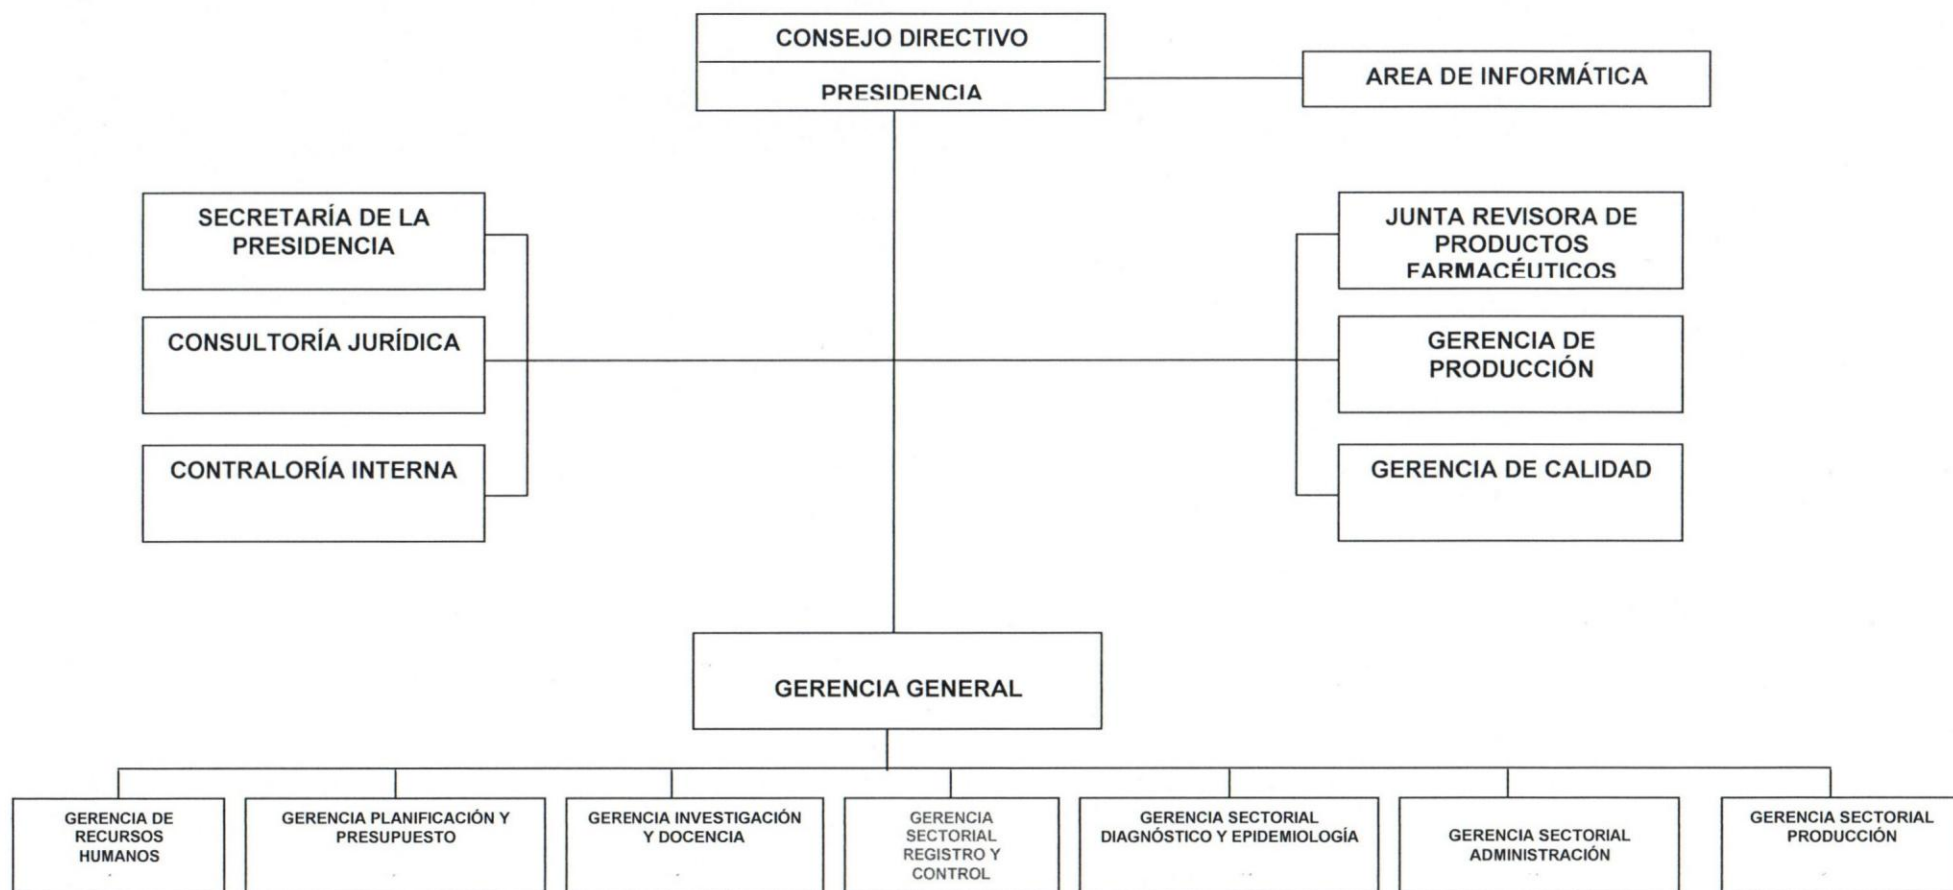 CONSEJO DIRECTIVO
PRESIDENCIA
AREA DE INFORMÁTICA
SECRETARÍA DE LA
PRESIDENCIA
JUNTA REVISORA DE
PRODUCTOS
FARMACÉUTICOS
CONSULTORÍA JURÍDICA
GERENCIA DE
PRODUCCIÓN
CONTRALORÍA INTERNA
GERENCIA DE CALIDAD
GERENCIA GENERAL
GERENCIA DE
RECURSOS
HUMANOS
GERENCIA PLANIFICACIÓN Y
PRESUPUESTO
GERENCIA INVESTIGACIÓN
Y DOCENCIA
GERENCIA
SECTORIAL
REGISTRO Y
CONTROL
GERENCIA SECTORIAL
DIAGNÓSTICO Y EPIDEMIOLOGÍA
GERENCIA SECTORIAL
ADMINISTRACIÓN
GERENCIA SECTORIAL
PRODUCCIÓN